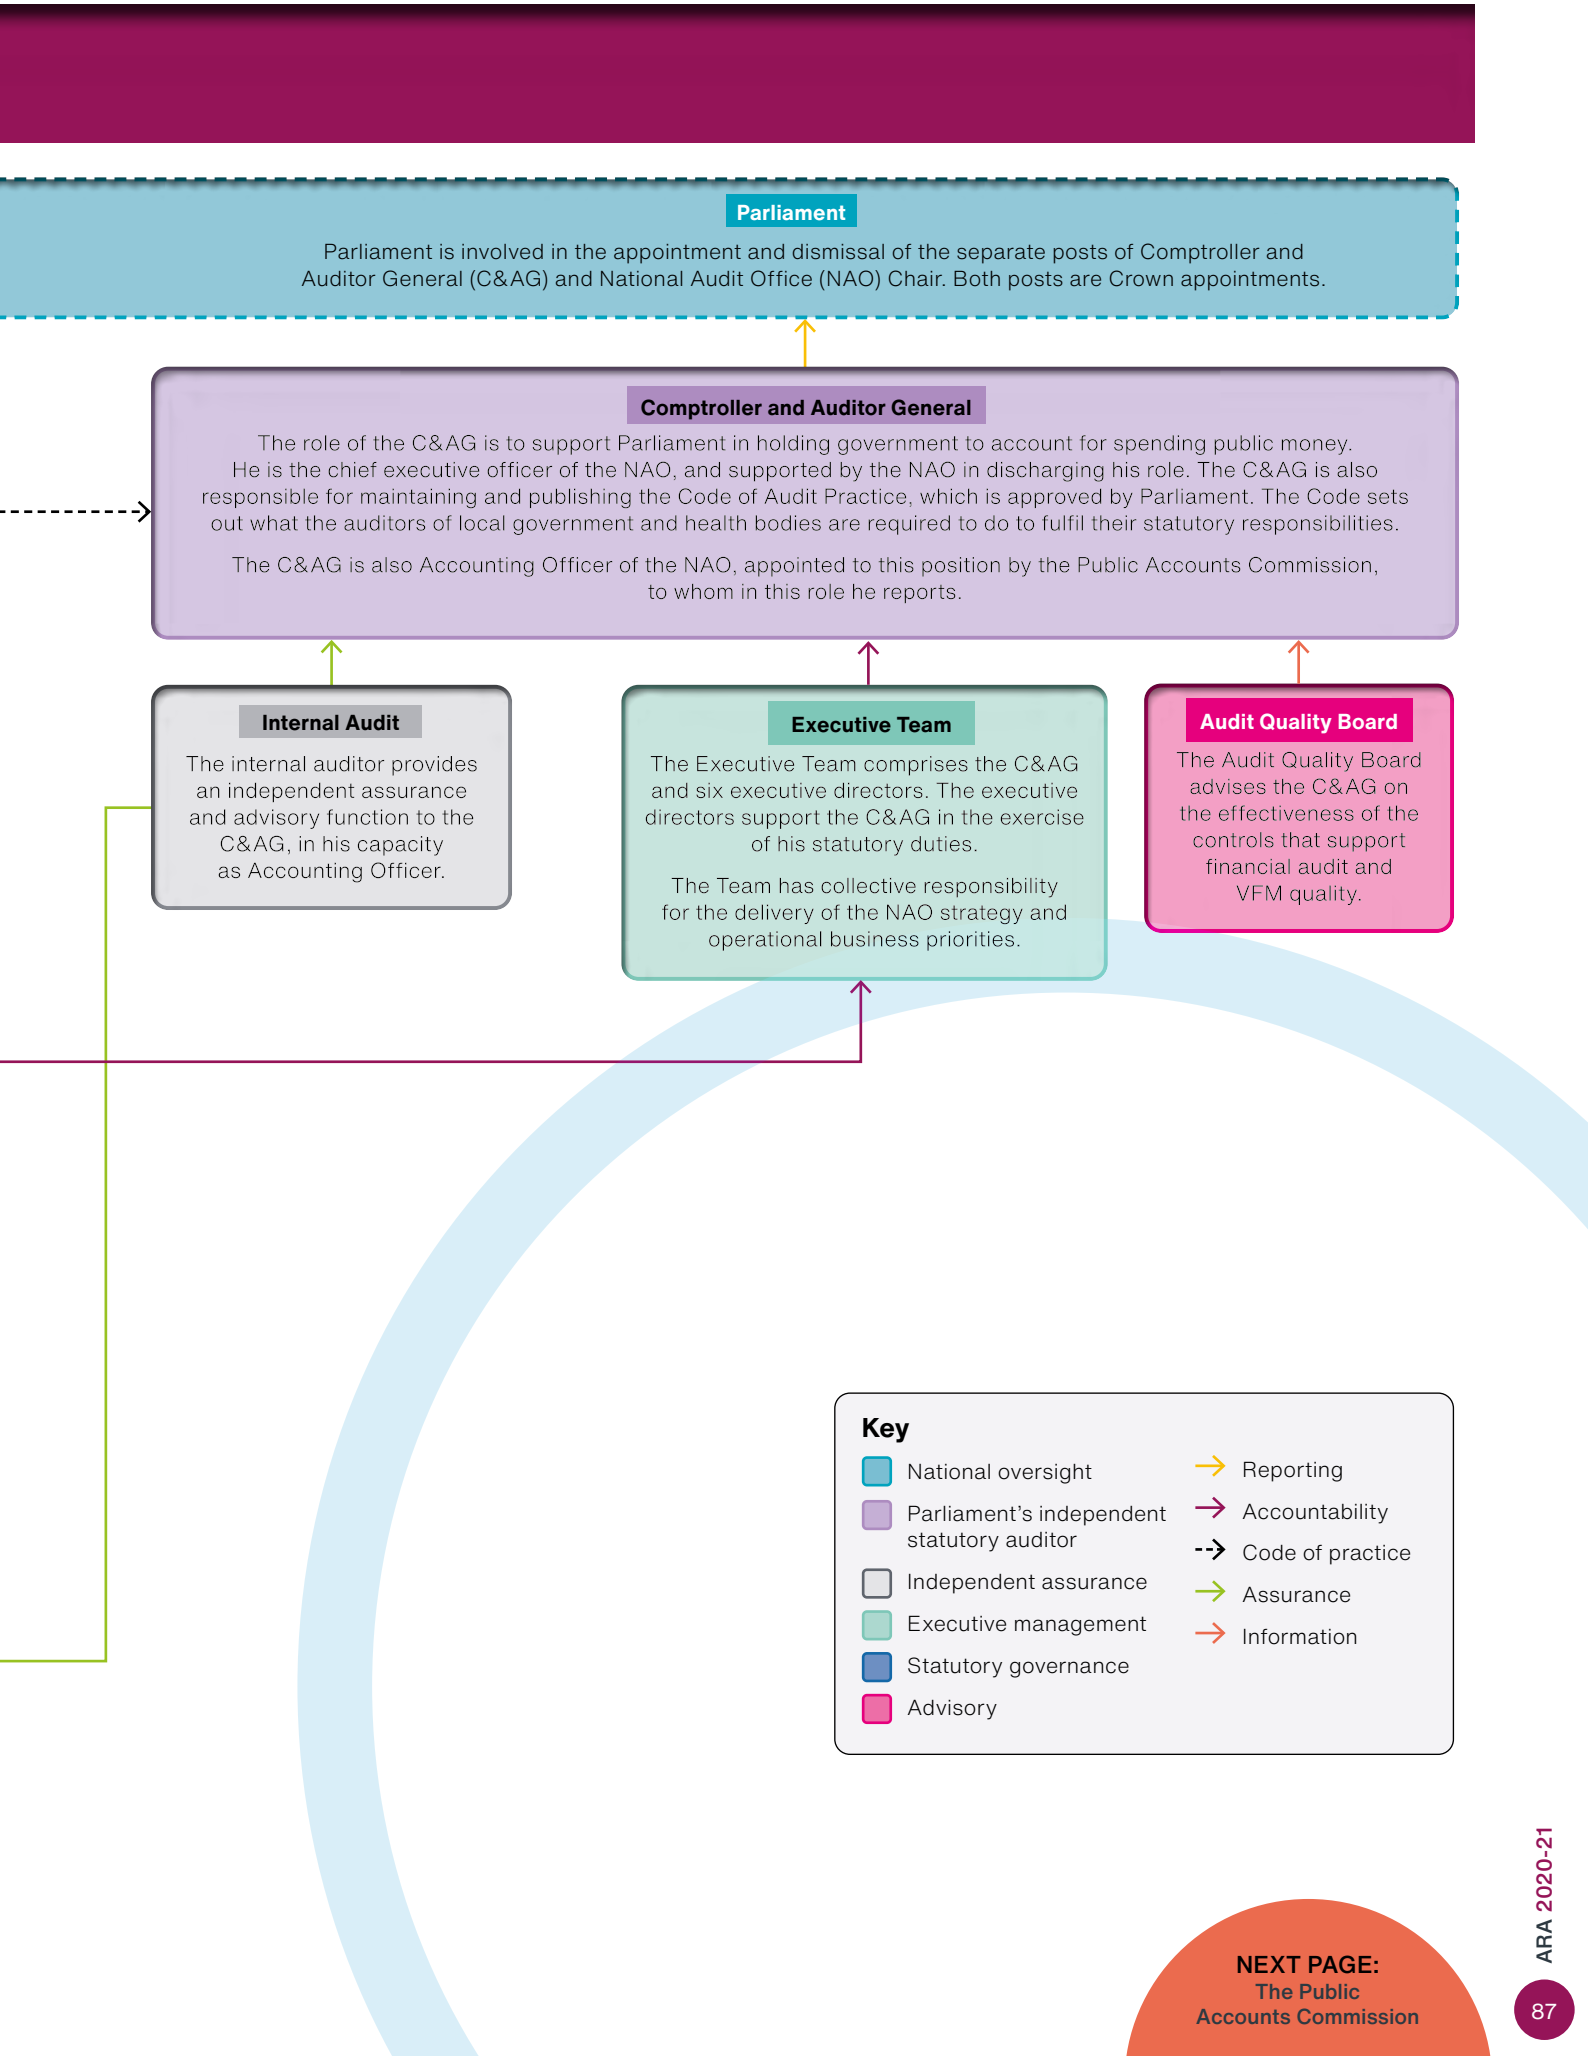 Parliament
Parliament is involved in the appointment and dismissal of the separate posts of Comptroller and
Auditor General (C&AG) and National Audit Office (NAO) Chair. Both posts are Crown appointments.
Comptroller and Auditor General
The role of the C&AG is to support Parliament in holding government to account for spending public money.
He is the chief executive officer of the NAO, and supported by the NAO in discharging his role. The C&AG is also
responsible for maintaining and publishing the Code of Audit Practice, which is approved by Parliament. The Code sets
out what the auditors of local government and health bodies are required to do to fulfil their statutory responsibilities.
The C&AG is also Accounting Officer of the NAO, appointed to this position by the Public Accounts Commission,
to whom in this role he reports.
Internal Audit
The internal auditor provides
an independent assurance
and advisory function to the
C&AG, in his capacity
as Accounting Officer.
Executive Team
The Executive Team comprises the C&AG
and six executive directors. The executive
directors support the C&AG in the exercise
of his statutory duties.
The Team has collective responsibility
for the delivery of the NAO strategy and
operational business priorities.
Audit Quality Board
The Audit Quality Board
advises the C&AG on
the effectiveness of the
controls that support
financial audit and
VFM quality.
Key
National oversight
Parliament's independent
statutory auditor
Independent assurance
Executive management
Statutory governance
Advisory
Reporting
Accountability
Code of practice
Assurance
Information
NEXT PAGE:
The Public
Accounts Commission
ARA 2020-21
87